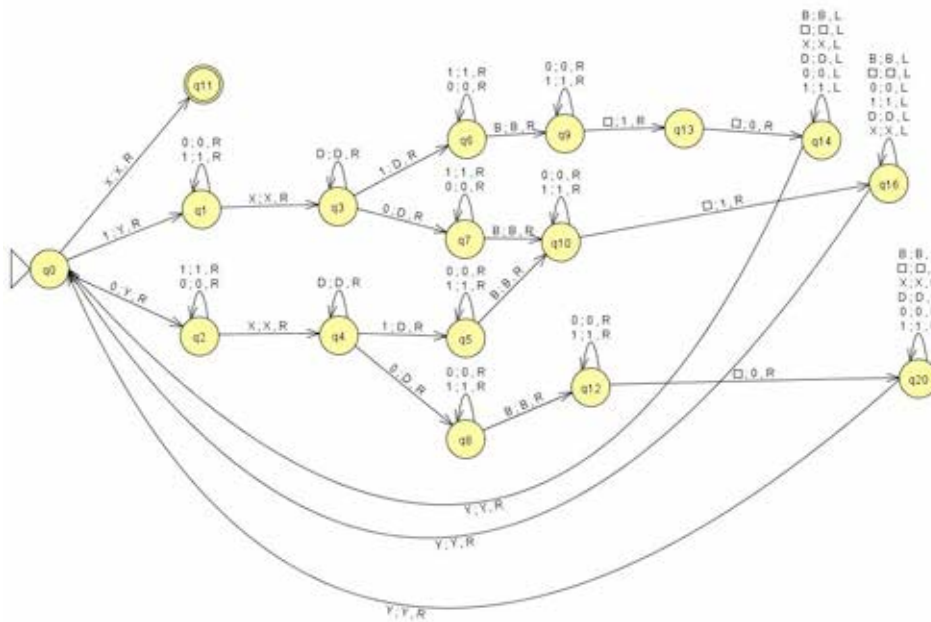 B;B,L
□;□,L
X;X,L
D;D,L
0;0,L
1;1,L
B;B,L
□;□,L
0;0,L
1;1,L
D;D,L
X;X,L
1;1,R
0;0,R
0;0,R
1;1,R
q11
q6
B;B,R
q9
□;1,R
q13
□;0,R
q14
0;0,R
1;1,R
D;D,R
1;D,R
X;X,R
1;1,R
0;0,R
0;0,R
1;1,R
q16
1;Y,R
q1
X;X,R
q3
0;D,R
q7
B;B,R
q10
□;1,R
q0
1;1,R
0;0,R
D;D,R
0;0,R
1;1,R
B;B,R
B;B,
□;□,
X;X,
D;D,
0;0,
1;1,
0;Y,R
q2
X;X,R
q4
1;D,R
q5
0;0,R
1;1,R
0;D,R
0;0,R
1;1,R
q12
□;0,R
q20
B;B,R
q8
Y;Y,R
Y;Y,R
Y;Y,R